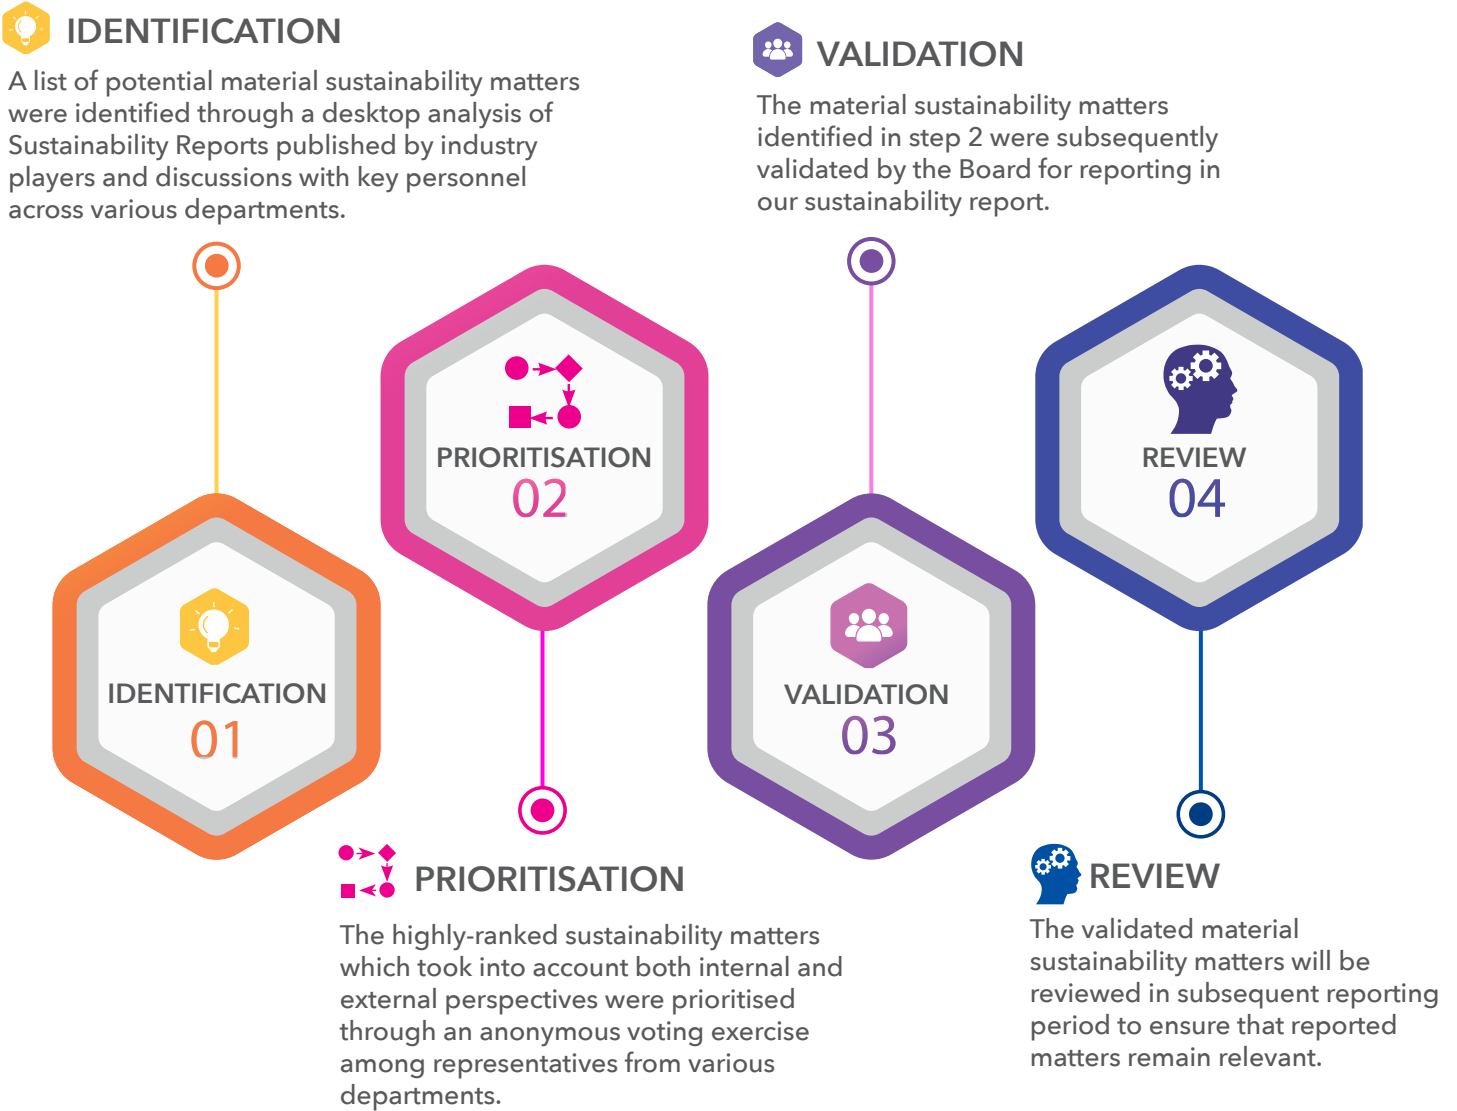 IDENTIFICATION
A list of potential material sustainability matters
were identified through a desktop analysis of
Sustainability Reports published by industry
players and discussions with key personnel
across various departments.
VALIDATION
The material sustainability matters
identified in step 2 were subsequently
validated by the Board for reporting in
our sustainability report.
IDENTIFICATION
01
PRIORITISATION
02
VALIDATION
03
REVIEW
04
PRIORITISATION
The highly-ranked sustainability matters
which took into account both internal and
external perspectives were prioritised
through an anonymous voting exercise
among representatives from various
departments.
REVIEW
The validated material
sustainability matters will be
reviewed in subsequent reporting
period to ensure that reported
matters remain relevant.